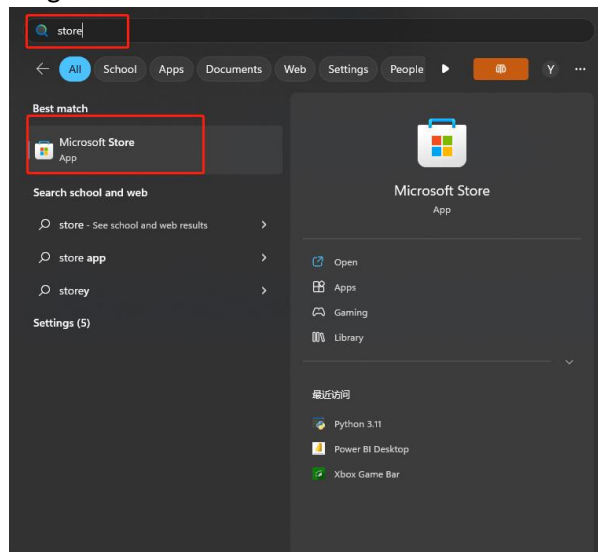 store
All School Apps Documents Web Settings People Y ...
Best match
Microsoft Store
App
Search school and web
store - See school and web results
store app
storey
Settings (5)
Microsoft Store
App
Open
Apps
Gaming
Library
最近访问
Python 3.11
Power BI Desktop
Xbox Game Bar